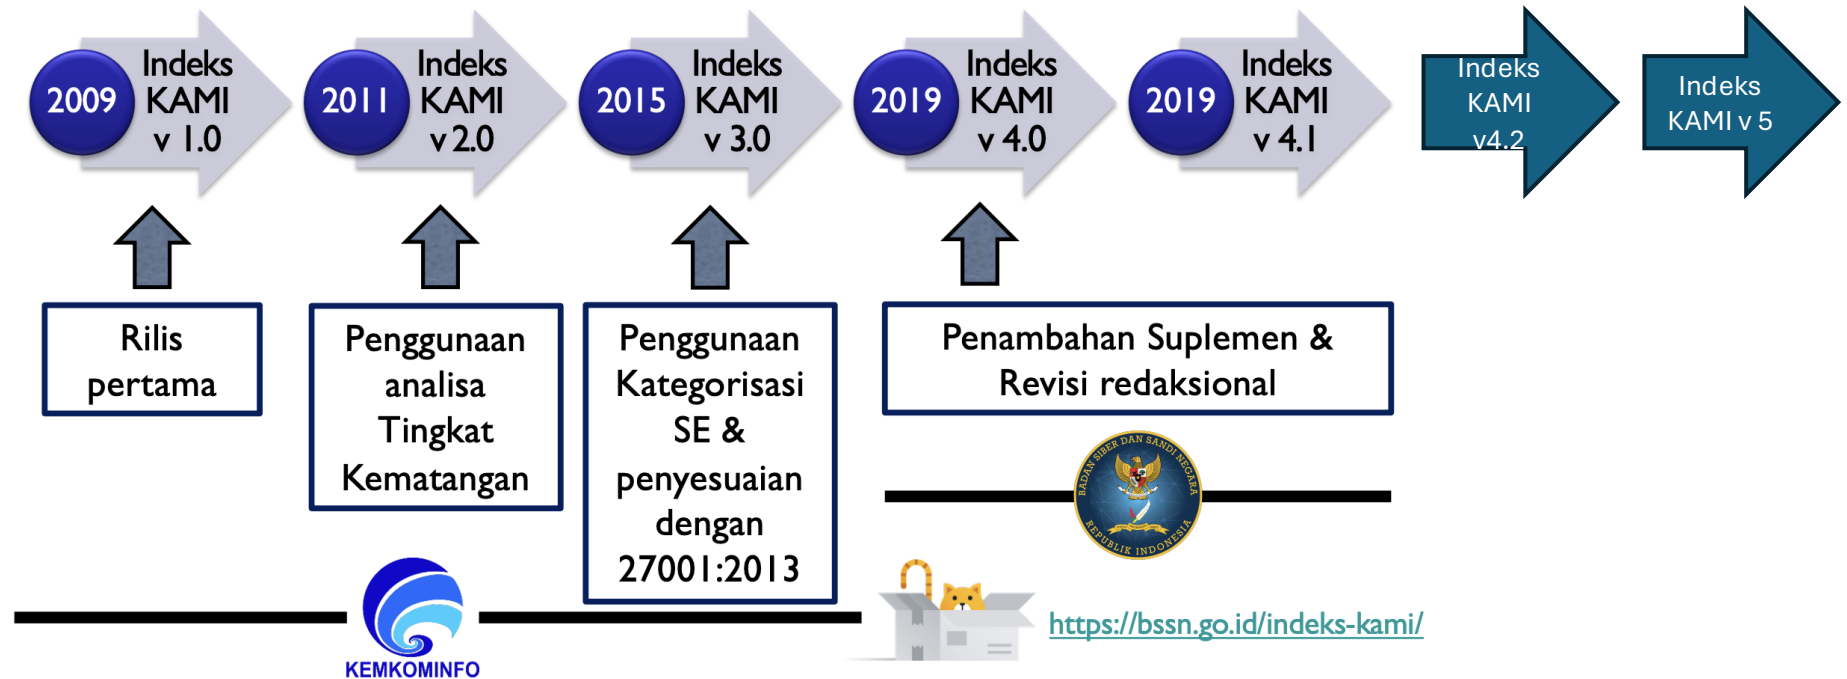 2009
Indeks
KAMI
v 1.0
2011
Indeks
KAMI
v 2.0
2015
Indeks
KAMI
v 3.0
2019
Indeks
KAMI
v 4.0
2019
Indeks
KAMI
v 4.1
Indeks
KAMI
v4.2
Indeks
KAMI v 5
Rilis
pertama
Penggunaan
analisa
Tingkat
Kematangan
Penggunaan
Kategorisasi
SE &
penyesuaian
dengan
27001:2013
Penambahan Suplemen &
Revisi redaksional
BADAN SIBER DAN SANDI NEGARA
REPUBLIK INDONESIA
KEMKOMINFO
https://bssn.go.id/indeks-kami/